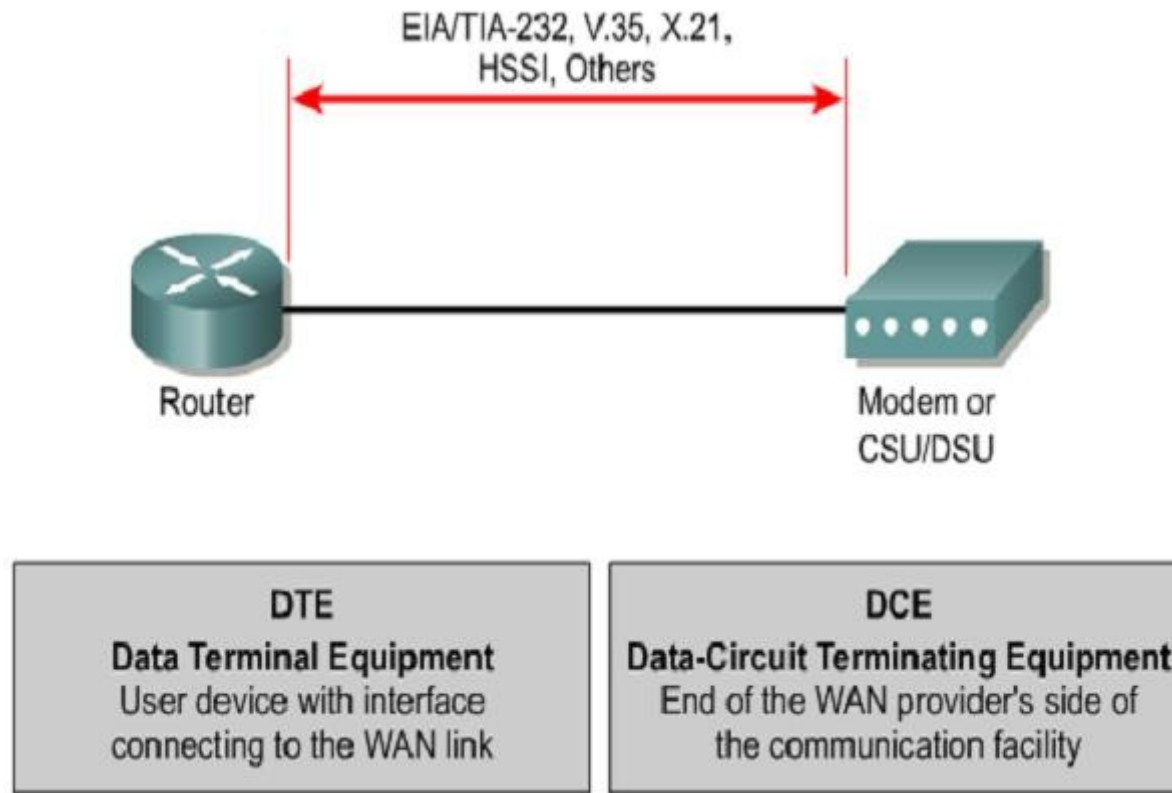 EIA/TIA-232, V.35, X.21,
HSSI, Others
Router
Modem or
CSU/DSU
DTE
Data Terminal Equipment
User device with interface
connecting to the WAN link
DCE
Data-Circuit Terminating Equipment
End of the WAN provider's side of
the communication facility